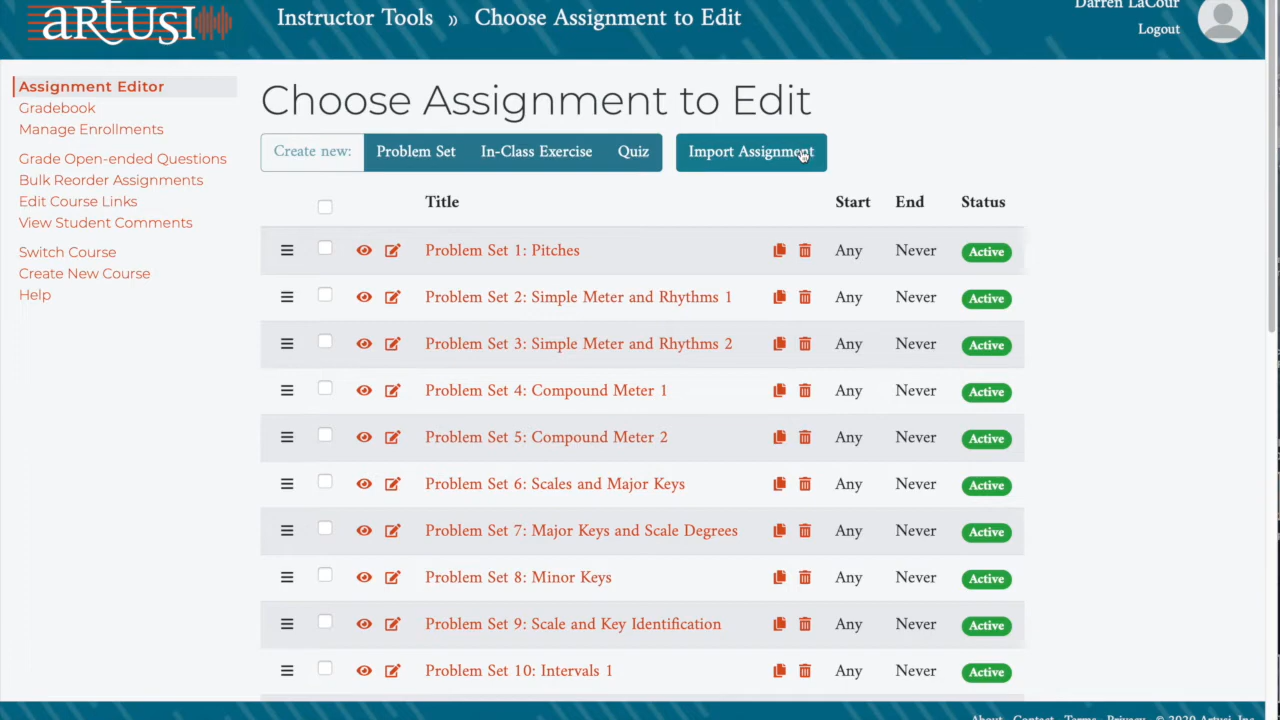 artusi
Instructor Tools » Choose Assignment to Edit
Darren LaCour
Logout
Assignment Editor
Gradebook
Manage Enrollments
Grade Open-ended Questions
Bulk Reorder Assignments
Edit Course Links
View Student Comments
Switch Course
Create New Course
Help
Choose Assignment to Edit
Create new: Problem Set In-Class Exercise Quiz Import Assignment
Title Start End Status
Problem Set 1: Pitches Any Never Active
Problem Set 2: Simple Meter and Rhythms 1 Any Never Active
Problem Set 3: Simple Meter and Rhythms 2 Any Never Active
Problem Set 4: Compound Meter 1 Any Never Active
Problem Set 5: Compound Meter 2 Any Never Active
Problem Set 6: Scales and Major Keys Any Never Active
Problem Set 7: Major Keys and Scale Degrees Any Never Active
Problem Set 8: Minor Keys Any Never Active
Problem Set 9: Scale and Key Identification Any Never Active
Problem Set 10: Intervals 1 Any Never Active
About Contact Terms Privacy © 2020 Artusi, Inc.